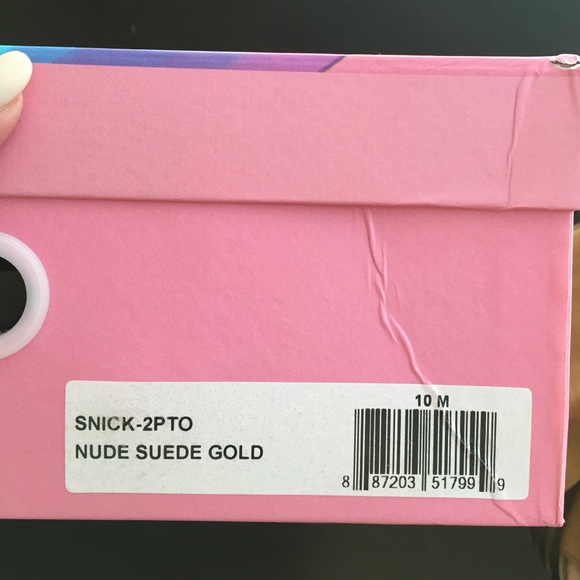 SNICK-2PTO
NUDE SUEDE GOLD
10 M
8 87203 51799 9